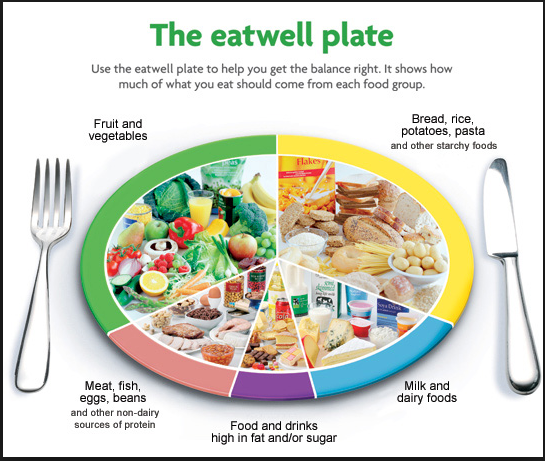 The eatwell plate
Use the eatwell plate to help you get the balance right. It shows how
much of what you eat should come from each food group.
Fruit and
vegetables
Bread, rice,
potatoes, pasta
and other starchy foods
Flakes
Meat, fish,
eggs, beans
and other non-dairy
sources of protein
Food and drinks
high in fat and/or sugar
Milk and
dairy foods